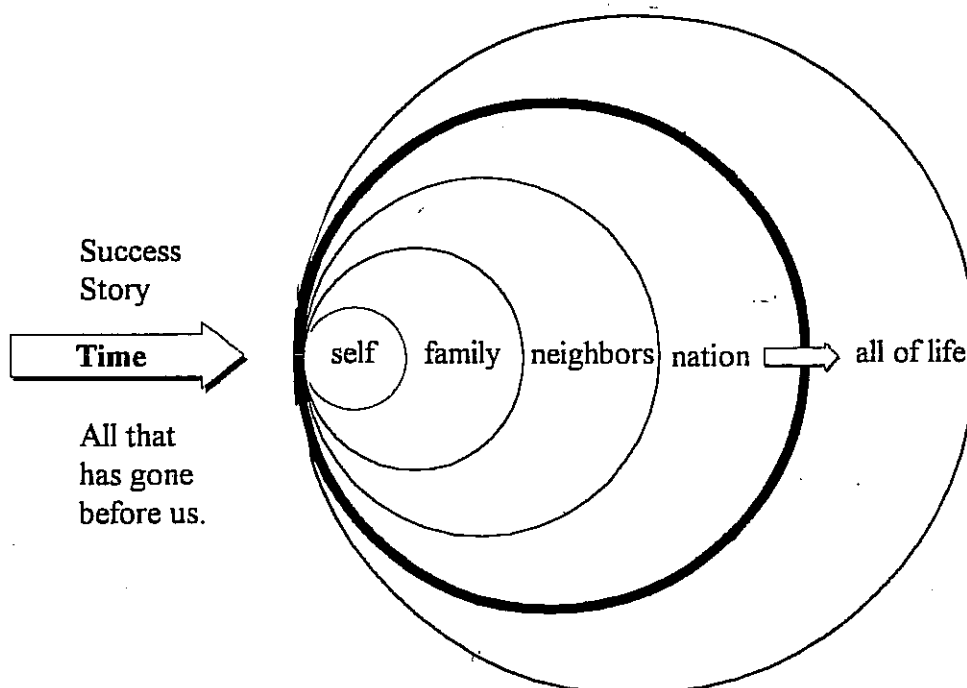 Success
Story
Time
All that
has gone
before us.
self
family
neighbors
nation
all of life